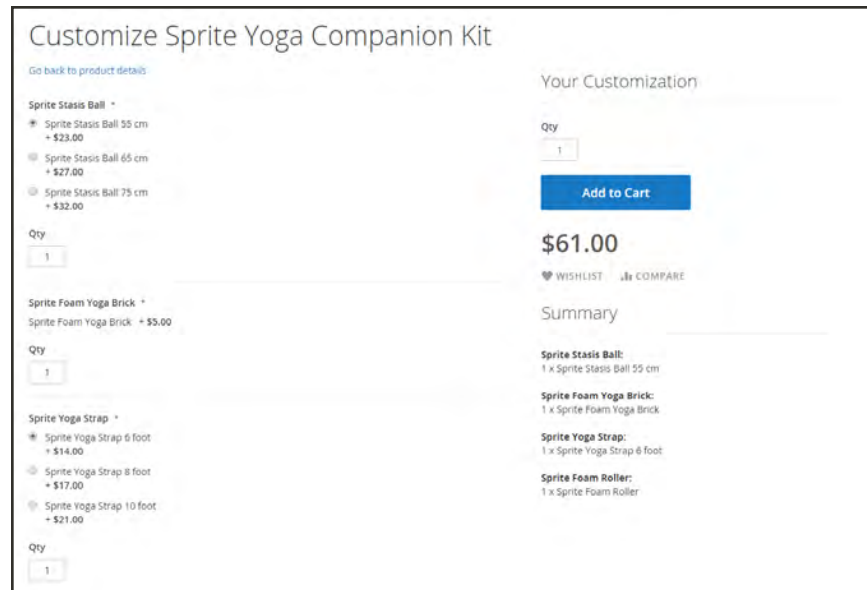 Customize Sprite Yoga Companion Kit
Go back to product details
Sprite Stasis Ball *
Sprite Stasis Ball 55 cm
+ $23.00
Sprite Stasis Ball 65 cm
+ $27.00
Sprite Stasis Ball 75 cm
+ $32.00
Qty
1
Sprite Foam Yoga Brick *
Sprite Foam Yoga Brick + $5.00
Qty
1
Sprite Yoga Strap *
Sprite Yoga Strap 6 foot
+ $14.00
Sprite Yoga Strap 8 foot
+ $17.00
Sprite Yoga Strap 10 foot
+ $21.00
Qty
1
Your Customization
Qty
1
Add to Cart
$61.00
WISHLIST COMPARE
Summary
Sprite Stasis Ball:
1 x Sprite Stasis Ball 55 cm
Sprite Foam Yoga Brick:
1 x Sprite Foam Yoga Brick
Sprite Yoga Strap:
1 x Sprite Yoga Strap 6 foot
Sprite Foam Roller:
1 x Sprite Foam Roller